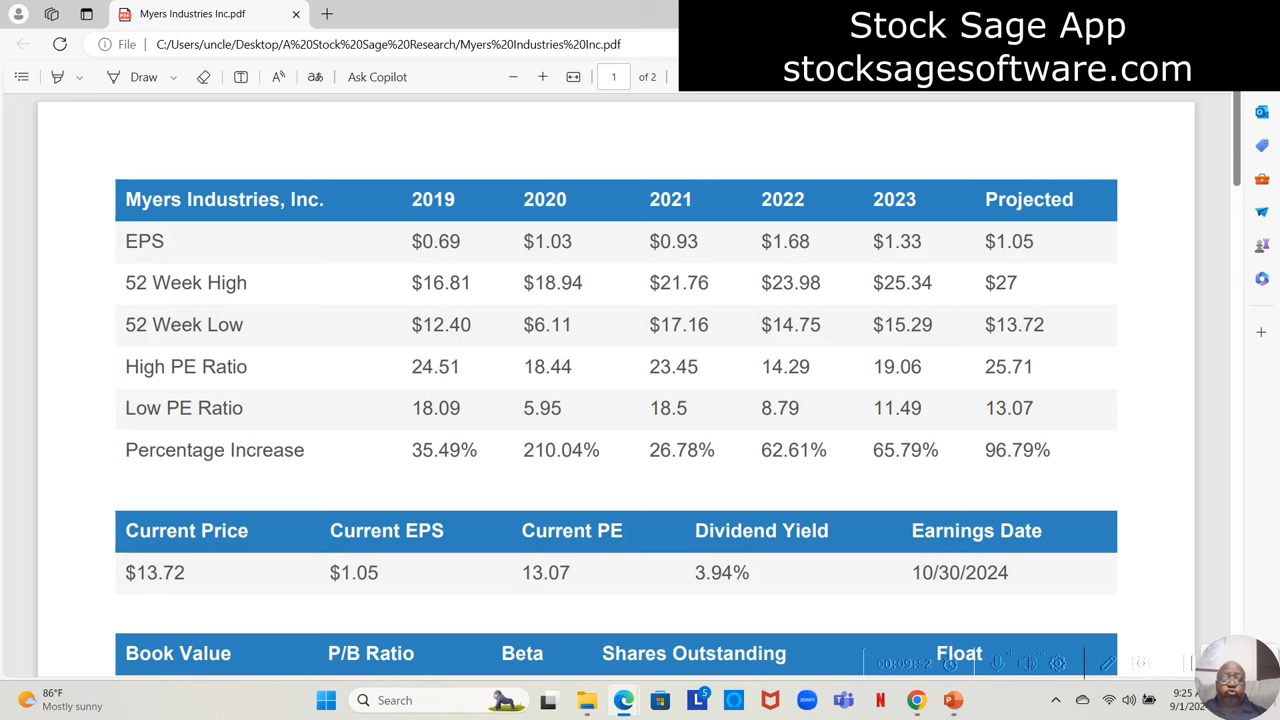 Myers Industries Inc.pdf
Stock Sage App
stocksagesoftware.com
File C:/Users/uncle/Desktop/A%20Stock%20Sage%20Research/Myers%20Industries%20Inc.pdf
Draw Ask Copilot 1 of 2
Myers Industries, Inc. 2019 2020 2021 2022 2023 Projected
EPS $0.69 $1.03 $0.93 $1.68 $1.33 $1.05
52 Week High $16.81 $18.94 $21.76 $23.98 $25.34 $27
52 Week Low $12.40 $6.11 $17.16 $14.75 $15.29 $13.72
High PE Ratio 24.51 18.44 23.45 14.29 19.06 25.71
Low PE Ratio 18.09 5.95 18.5 8.79 11.49 13.07
Percentage Increase 35.49% 210.04% 26.78% 62.61% 65.79% 96.79%
Current Price Current EPS Current PE Dividend Yield Earnings Date
$13.72 $1.05 13.07 3.94% 10/30/2024
Book Value P/B Ratio Beta Shares Outstanding Float
00:09:52
86°F
Mostly sunny
Search
9:25
9/1/202